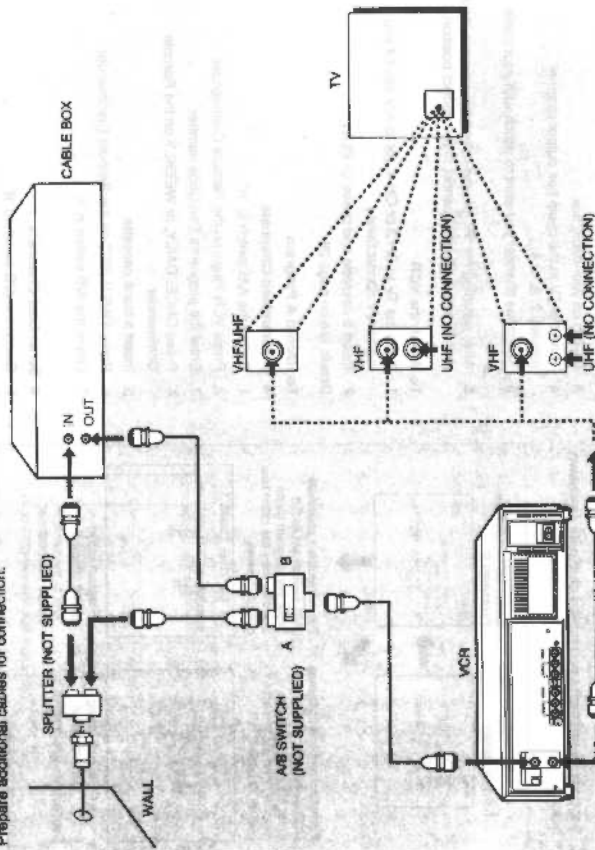 Prepare additional cables for connection.
CABLE BOX
IN
OUT
SPLITTER (NOT SUPPLIED)
WALL
A/B SWITCH
(NOT SUPPLIED)
A
B
VCR
VHF/UHF
VHF
UHF (NO CONNECTION)
VHF
UHF (NO CONNECTION)
TV